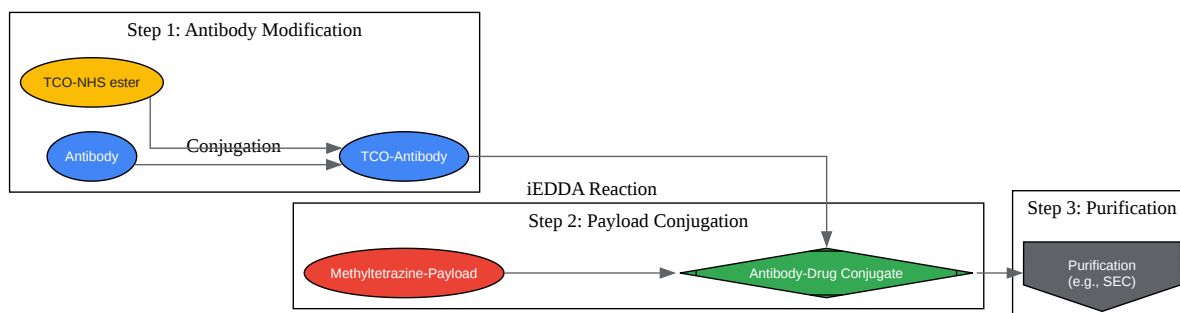 Step 1: Antibody Modification
TCO-NHS ester
Antibody
Conjugation
TCO-Antibody
iEDDA Reaction
Step 2: Payload Conjugation
Methyltetrazine-Payload
Antibody-Drug Conjugate
Step 3: Purification
Purification
(e.g., SEC)